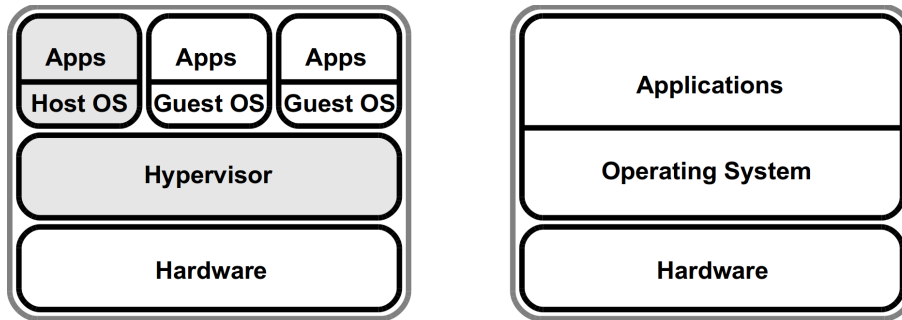 Apps
Apps
Apps
Host OS
Guest OS
Guest OS
Hypervisor
Hardware
Applications
Operating System
Hardware